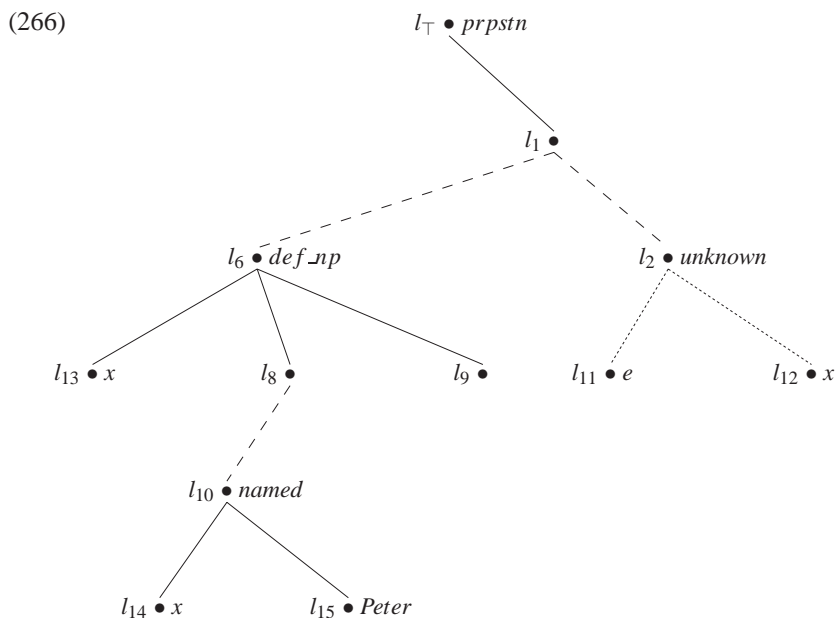 (266)
l⊤ • prpstn
l1 •
l6 • def_np
l2 • unknown
l13 • x
l8 •
l9 •
l11 • e
l12 • x
l10 • named
l14 • x
l15 • Peter